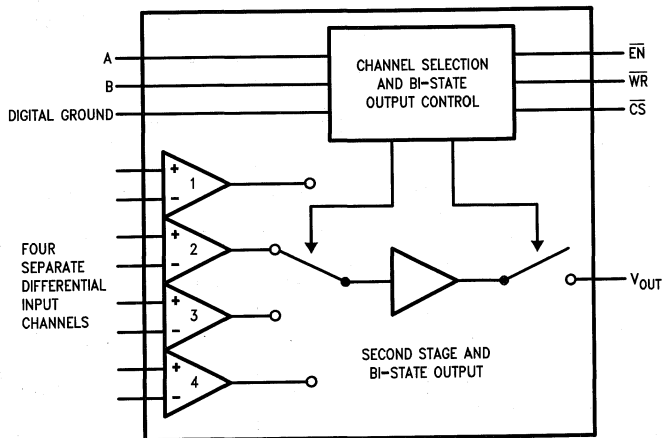 A
B
DIGITAL GROUND
CHANNEL SELECTION
AND BI-STATE
OUTPUT CONTROL
EN
WR
CS
+
1
−
+
2
−
+
3
−
+
4
−
FOUR
SEPARATE
DIFFERENTIAL
INPUT
CHANNELS
VOUT
SECOND STAGE AND
BI-STATE OUTPUT